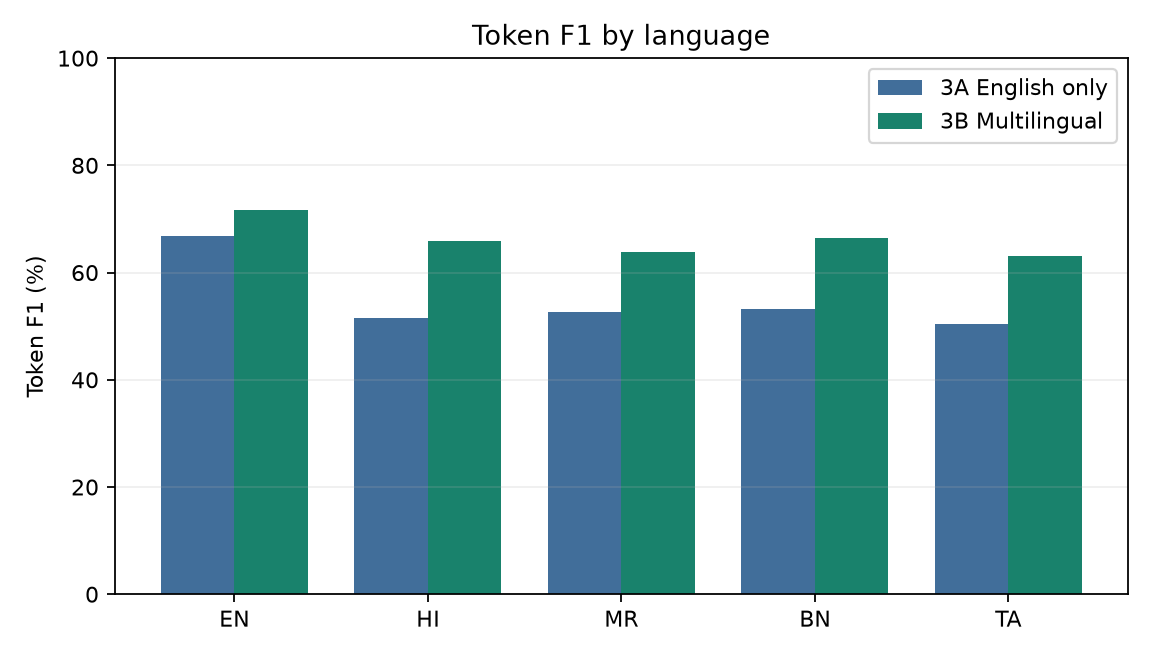 Token F1 by language
3A English only
3B Multilingual
Token F1 (%)
100
80
60
40
20
0
EN HI MR BN TA